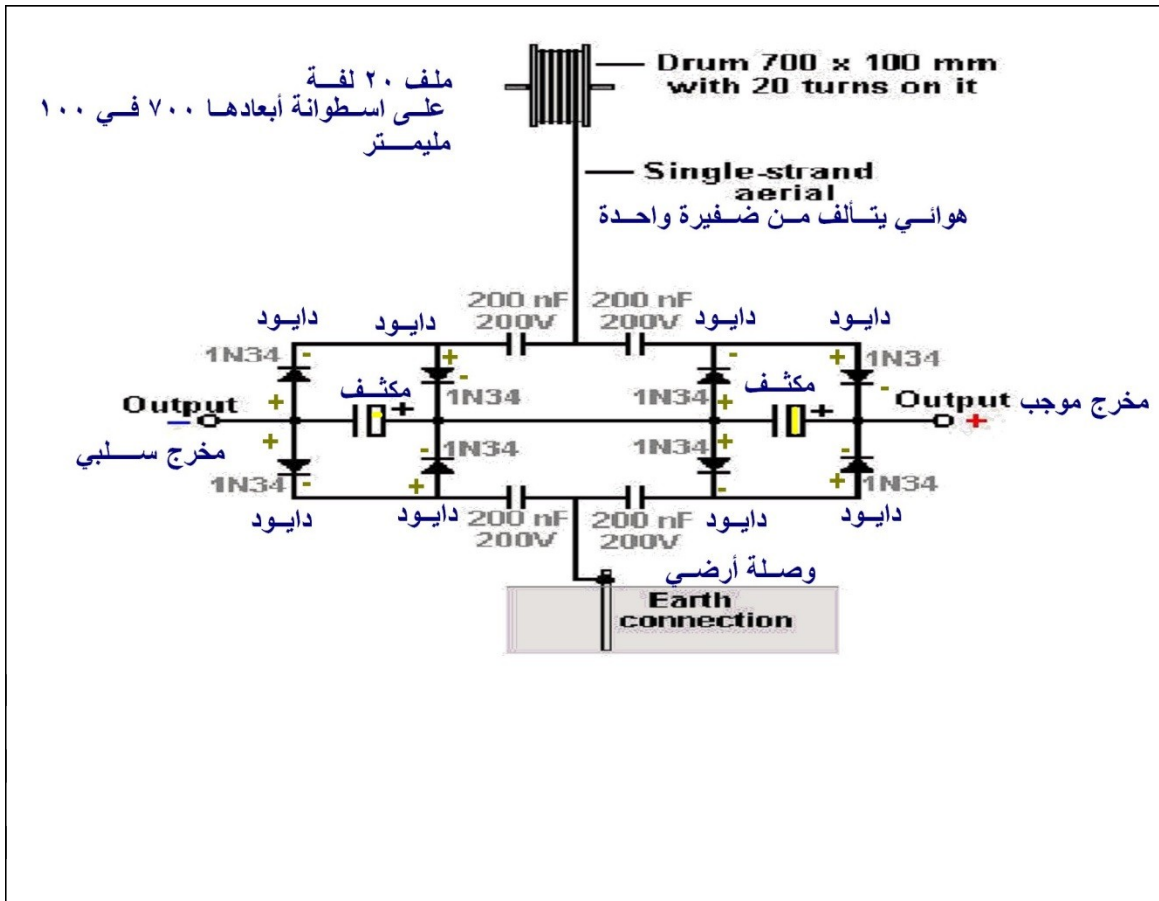 Drum 700 x 100 mm
with 20 turns on it
ملف ٢٠ لفة
على اسطوانة أبعادها ٧٠٠ في ١٠٠
مليمتر
Single-strand
aerial
هوائي يتألف من ضفيرة واحدة
200 nF 200 nF
200V 200V
دايود دايود دايود دايود
1N34 1N34
+ - + - - + + -
1N34 1N34
مكثف مكثف
+ +
Output Output
− +
مخرج موجب
مخرج سلبي
1N34 1N34
+ - - + + - - +
1N34 1N34
دايود دايود دايود دايود
200 nF 200 nF
200V 200V
وصلة أرضي
Earth
connection